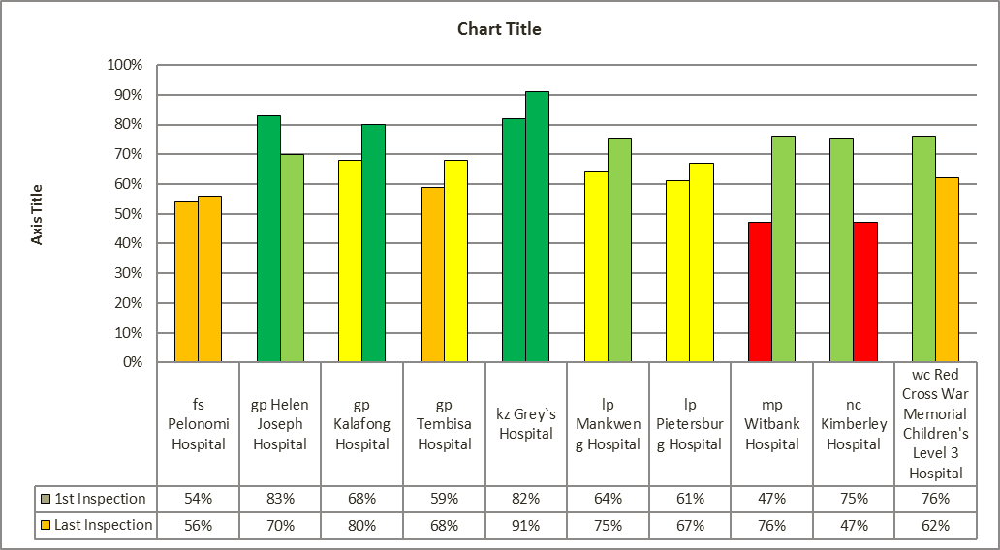 Chart Title
Axis Title
100%
90%
80%
70%
60%
50%
40%
30%
20%
10%
0%
fs
Pelonomi
Hospital
gp Helen
Joseph
Hospital
gp
Kalafong
Hospital
gp
Tembisa
Hospital
kz Grey`s
Hospital
lp
Mankwen
g Hospital
lp
Pietersbur
g Hospital
mp
Witbank
Hospital
nc
Kimberley
Hospital
wc Red
Cross War
Memorial
Children's
Level 3
Hospital
1st Inspection 54% 83% 68% 59% 82% 64% 61% 47% 75% 76%
Last Inspection 56% 70% 80% 68% 91% 75% 67% 76% 47% 62%